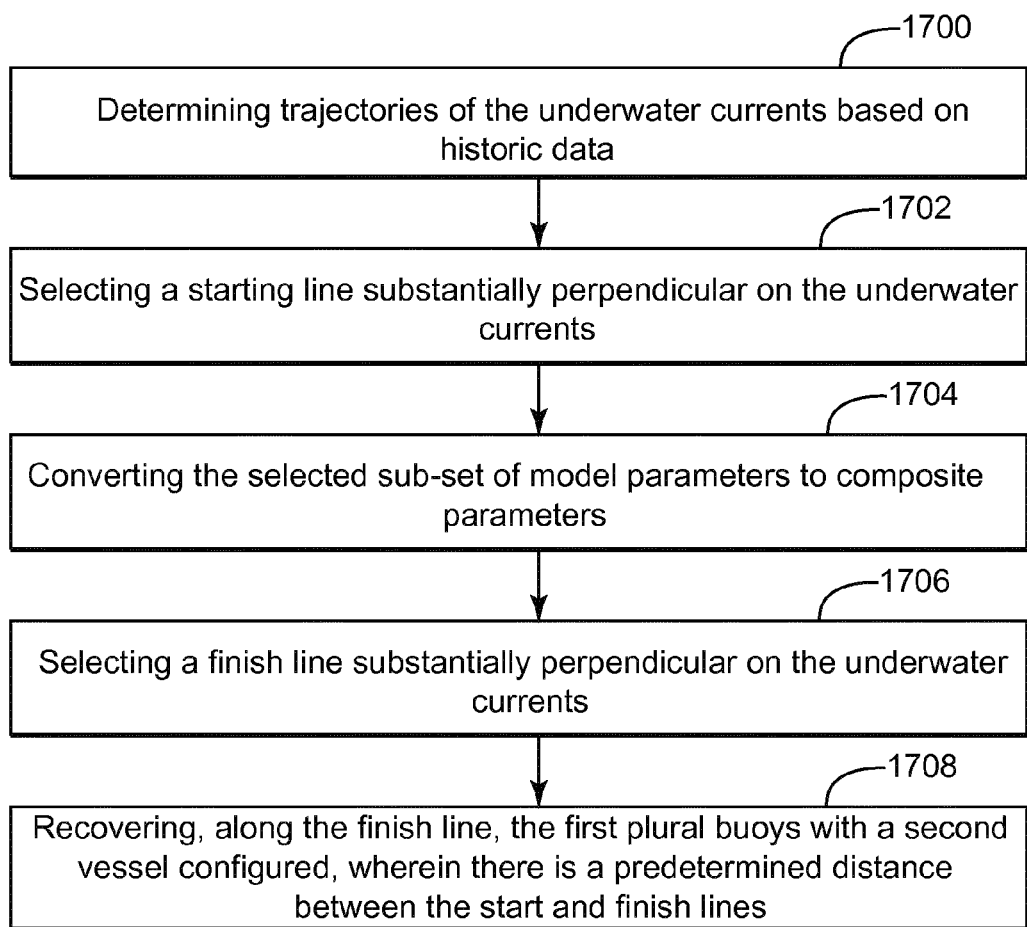 1700
Determining trajectories of the underwater currents based on
historic data
1702
Selecting a starting line substantially perpendicular on the underwater
currents
1704
Converting the selected sub-set of model parameters to composite
parameters
1706
Selecting a finish line substantially perpendicular on the underwater
currents
1708
Recovering, along the finish line, the first plural buoys with a second
vessel configured, wherein there is a predetermined distance
between the start and finish lines